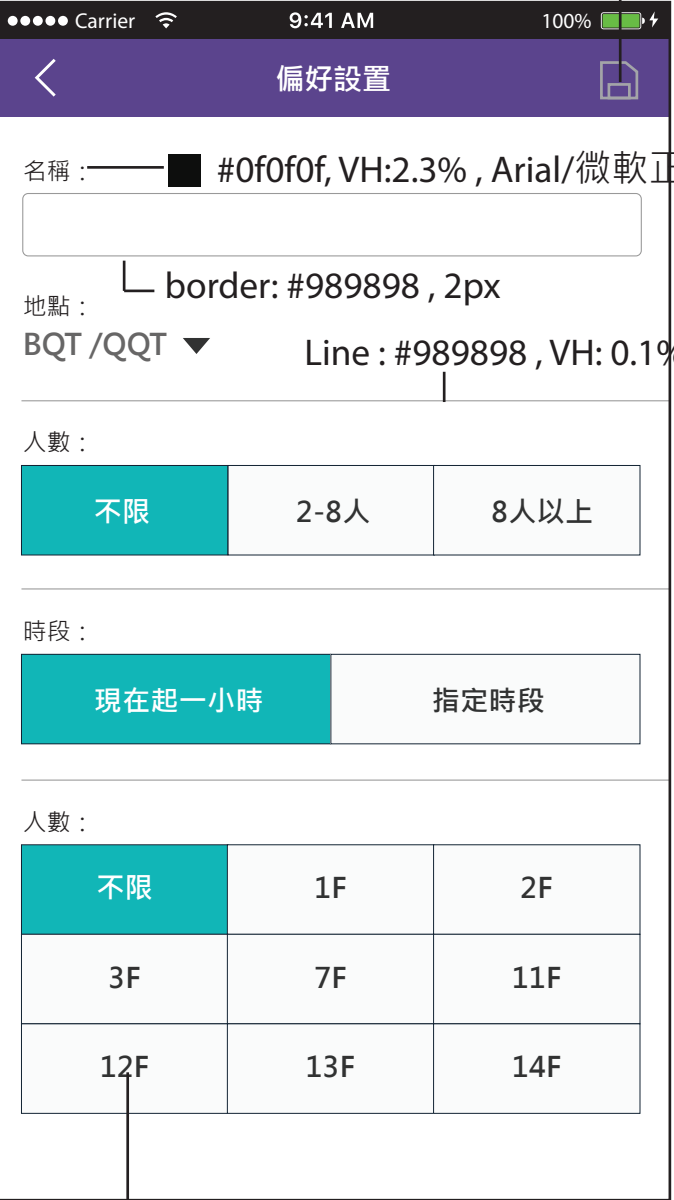 Carrier 9:41 AM 100%
偏好設置
名稱： #0f0f0f, VH:2.3% , Arial/微軟正
border: #989898 , 2px
地點：
BQT /QQT
Line : #989898 , VH: 0.1%
人數：
不限 2-8人 8人以上
時段：
現在起一小時 指定時段
人數：
不限 1F 2F
3F 7F 11F
12F 13F 14F